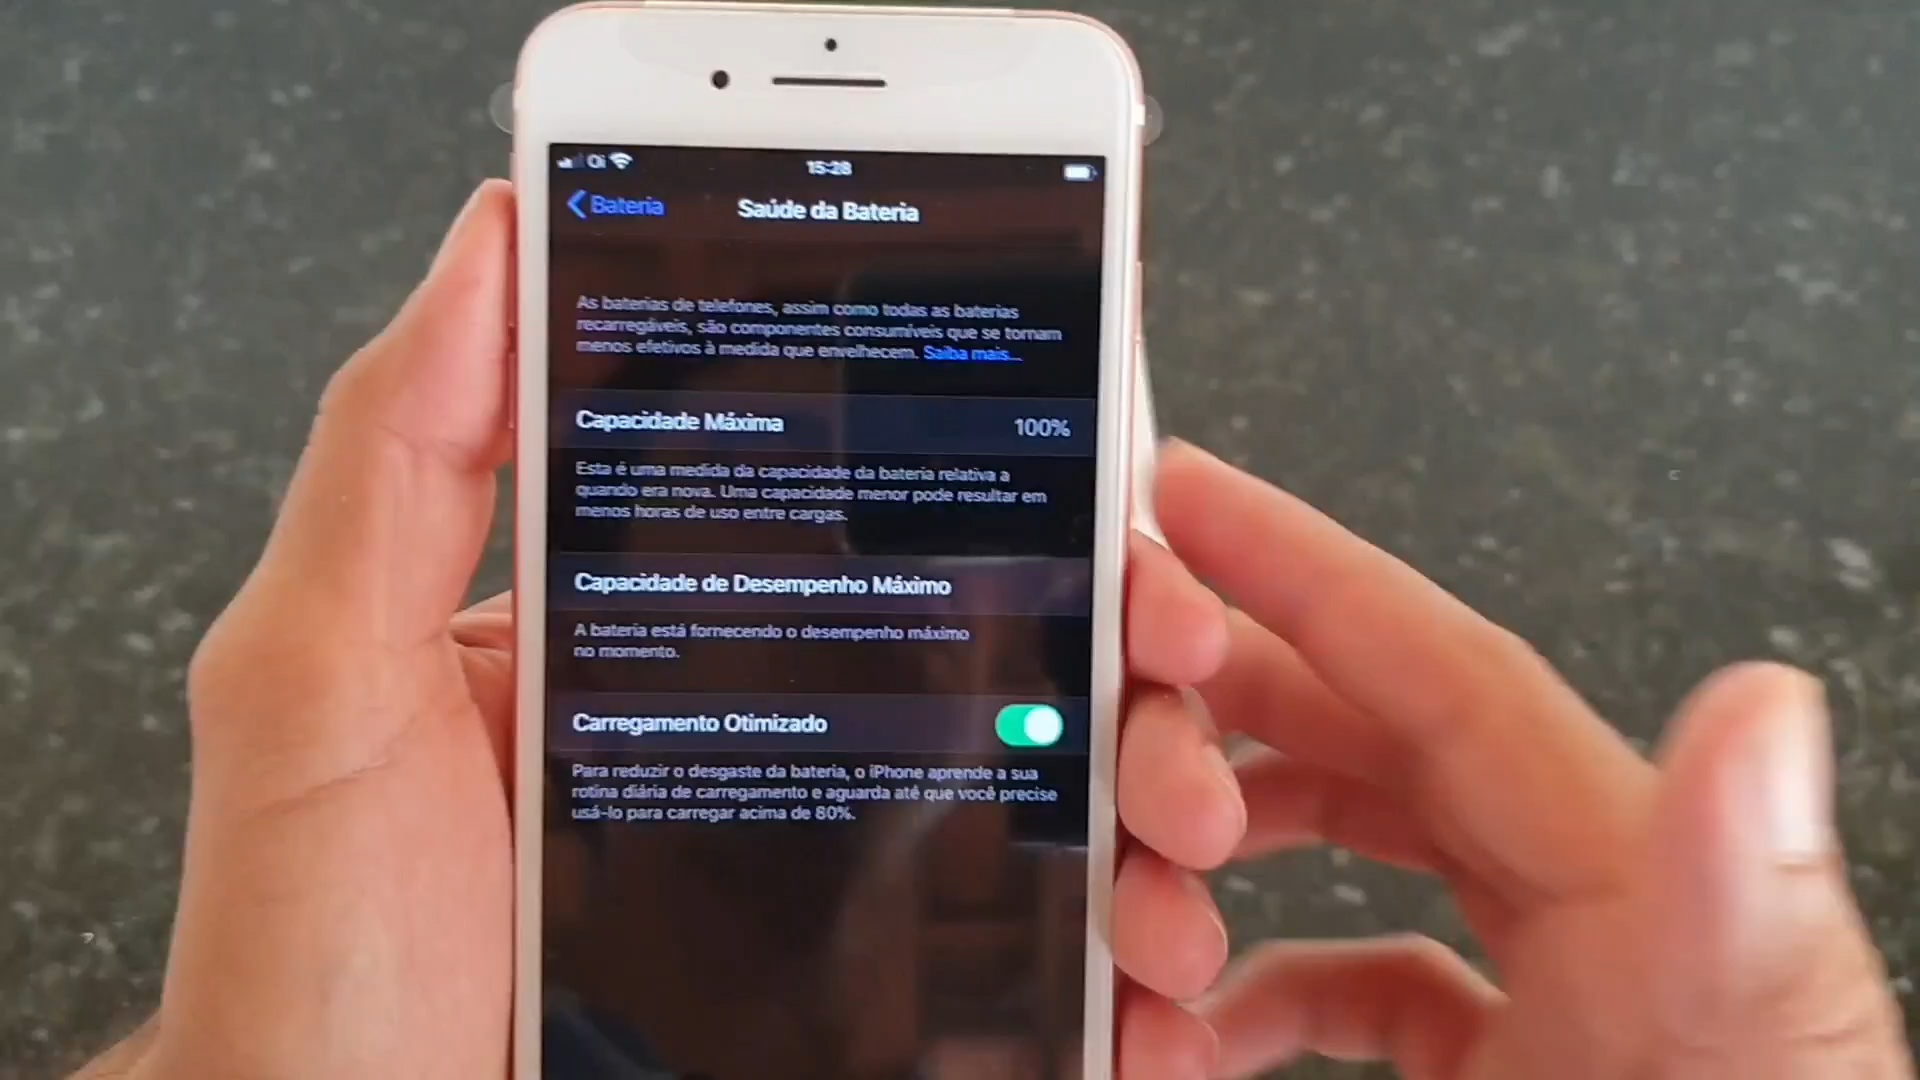 Oi
15:28
Bateria
Saúde da Bateria
As baterias de telefones, assim como todas as baterias
recarregáveis, são componentes consumíveis que se tornam
menos efetivos à medida que envelhecem. Saiba mais...
Capacidade Máxima 100%
Esta é uma medida da capacidade da bateria relativa a
quando era nova. Uma capacidade menor pode resultar em
menos horas de uso entre cargas.
Capacidade de Desempenho Máximo
A bateria está fornecendo o desempenho máximo
no momento.
Carregamento Otimizado
Para reduzir o desgaste da bateria, o iPhone aprende a sua
rotina diária de carregamento e aguarda até que você precise
usá-lo para carregar acima de 80%.